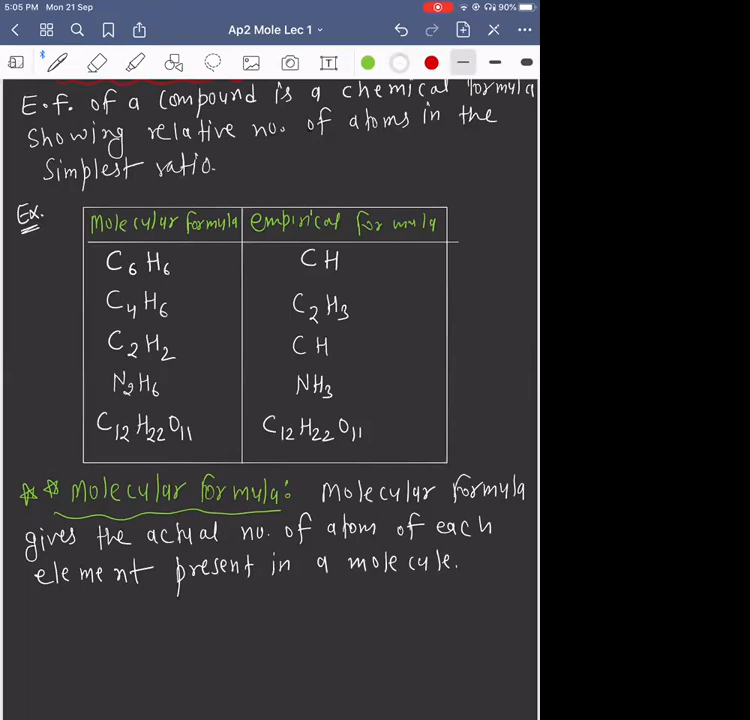 5:05 PM Mon 21 Sep
90%
Ap2 Mole Lec 1
T
E.f. of a compound is a chemical formula
showing relative no. of atoms in the
simplest ratio.
Ex.
Molecular formula empirical formula
C6H6 CH
C4H6 C2H3
C2H2 CH
N2H6 NH3
C12H22O11 C12H22O11
Molecular formula: Molecular formula
gives the actual no. of atom of each
element present in a molecule.